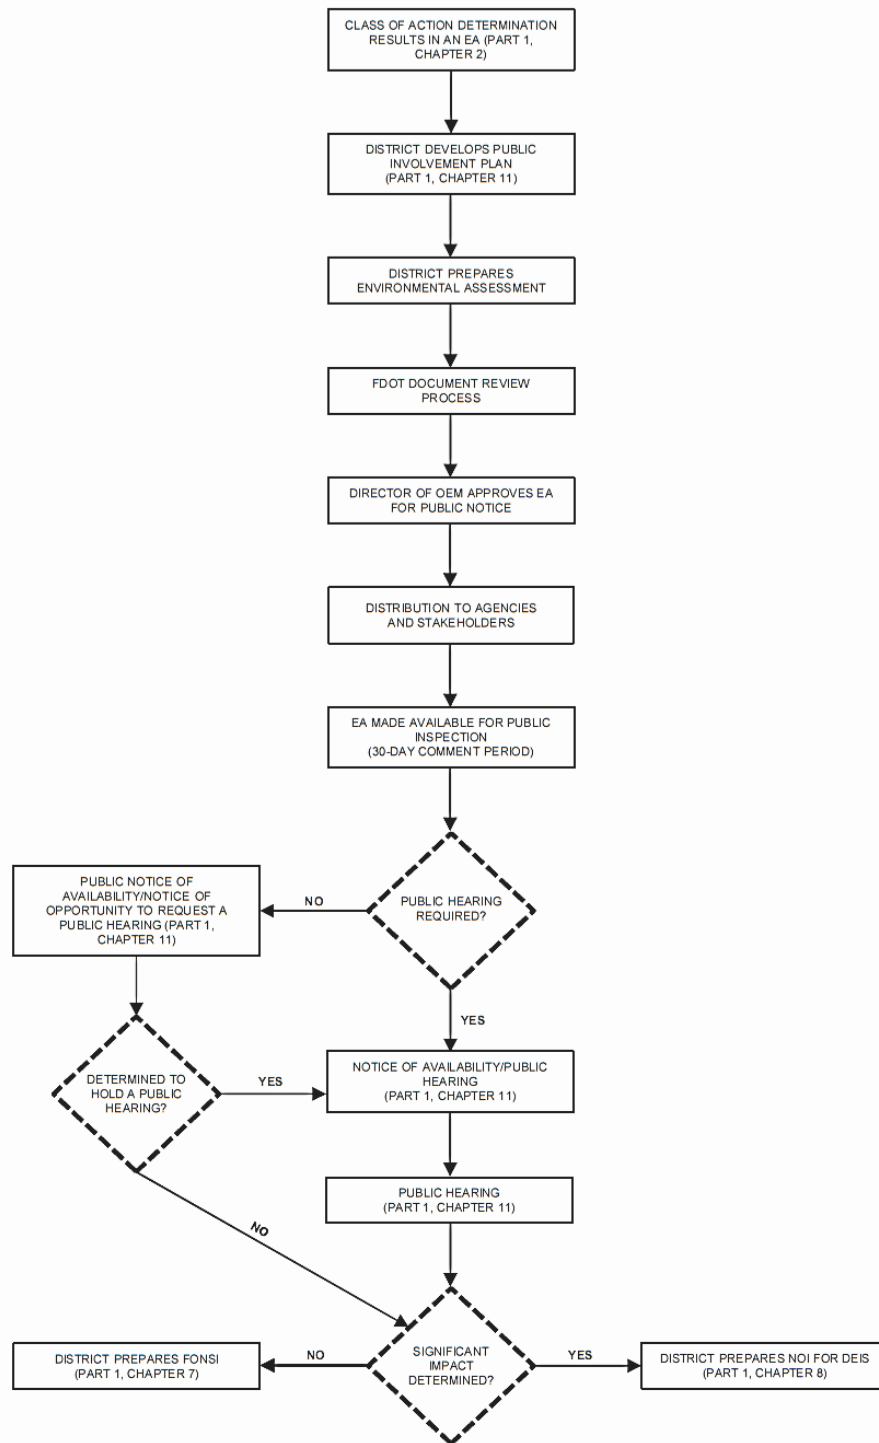 CLASS OF ACTION DETERMINATION
RESULTS IN AN EA (PART 1,
CHAPTER 2)
DISTRICT DEVELOPS PUBLIC
INVOLVEMENT PLAN
(PART 1, CHAPTER 11)
DISTRICT PREPARES
ENVIRONMENTAL ASSESSMENT
FDOT DOCUMENT REVIEW
PROCESS
DIRECTOR OF OEM APPROVES EA
FOR PUBLIC NOTICE
DISTRIBUTION TO AGENCIES
AND STAKEHOLDERS
EA MADE AVAILABLE FOR PUBLIC
INSPECTION
(30-DAY COMMENT PERIOD)
PUBLIC HEARING
REQUIRED?
NO
PUBLIC NOTICE OF
AVAILABILITY/NOTICE OF
OPPORTUNITY TO REQUEST A
PUBLIC HEARING (PART 1,
CHAPTER 11)
YES
DETERMINED TO
HOLD A PUBLIC
HEARING?
YES
NOTICE OF AVAILABILITY/PUBLIC
HEARING
(PART 1, CHAPTER 11)
PUBLIC HEARING
(PART 1, CHAPTER 11)
NO
SIGNIFICANT
IMPACT
DETERMINED?
NO
DISTRICT PREPARES FONSI
(PART 1, CHAPTER 7)
YES
DISTRICT PREPARES NOI FOR DEIS
(PART 1, CHAPTER 8)